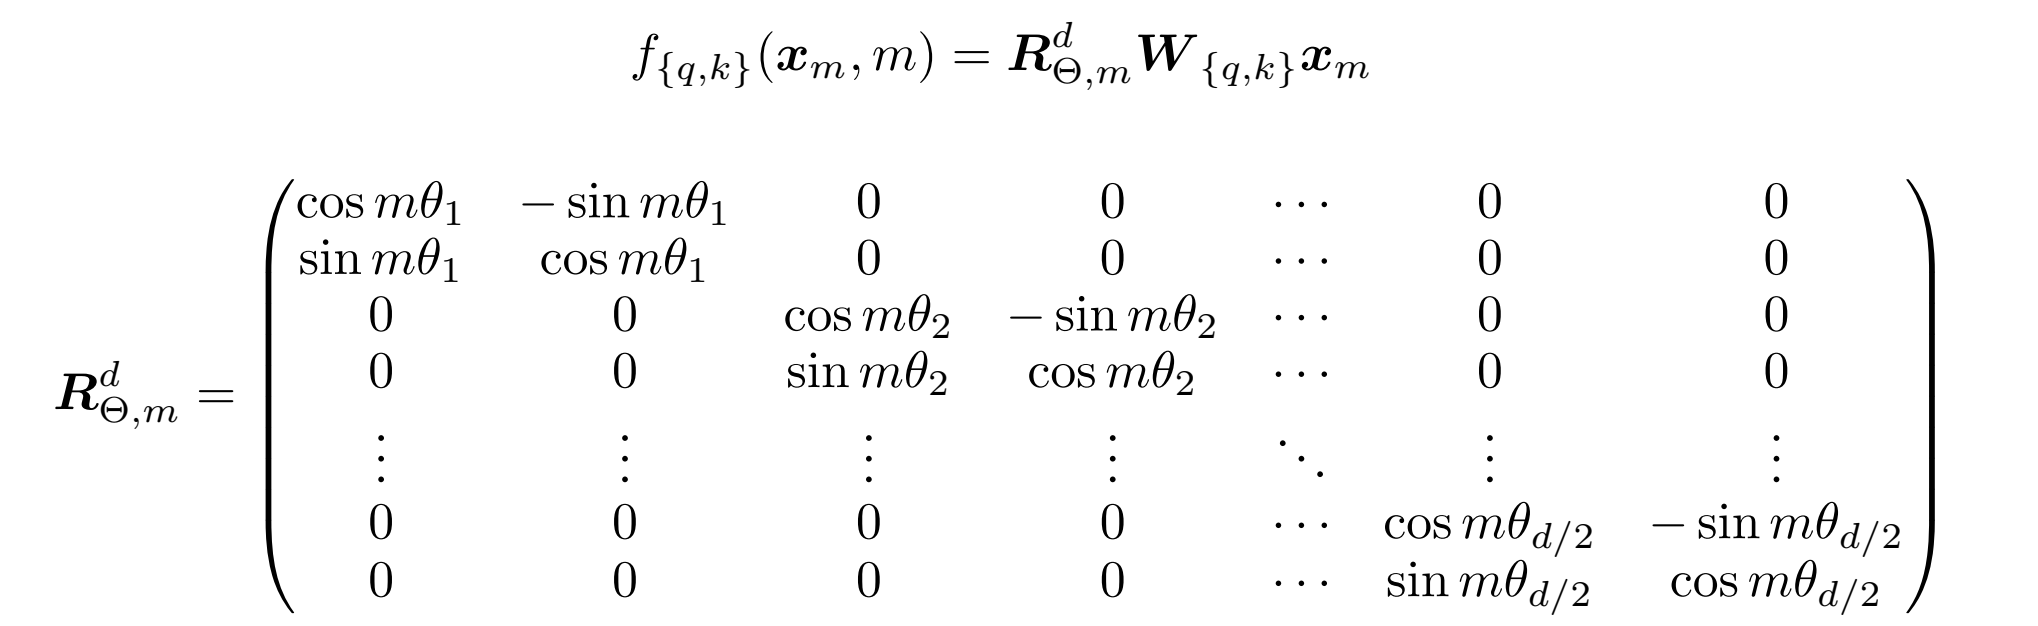 f_{q,k}(x_m, m) = R^d_{Θ,m} W_{q,k} x_m
cos mθ_1 − sin mθ_1 0 0 ⋯ 0 0
sin mθ_1 cos mθ_1 0 0 ⋯ 0 0
0 0 cos mθ_2 − sin mθ_2 ⋯ 0 0
0 0 sin mθ_2 cos mθ_2 ⋯ 0 0
R^d_{Θ,m} =
⋮ ⋮ ⋮ ⋮ ⋱ ⋮ ⋮
0 0 0 0 ⋯ cos mθ_{d/2} − sin mθ_{d/2}
0 0 0 0 ⋯ sin mθ_{d/2} cos mθ_{d/2}